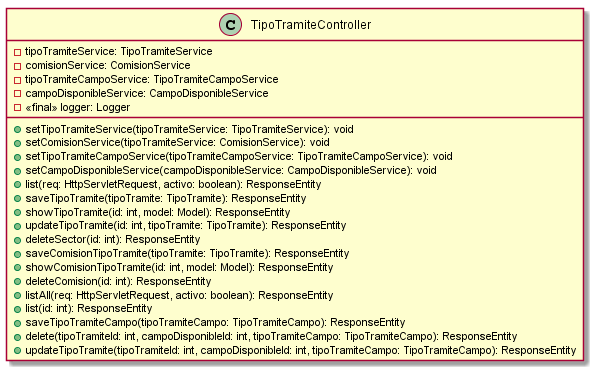 C TipoTramiteController
tipoTramiteService: TipoTramiteService
comisionService: ComisionService
tipoTramiteCampoService: TipoTramiteCampoService
campoDisponibleService: CampoDisponibleService
«final» logger: Logger
setTipoTramiteService(tipoTramiteService: TipoTramiteService): void
setComisionService(tipoTramiteService: ComisionService): void
setTipoTramiteCampoService(tipoTramiteCampoService: TipoTramiteCampoService): void
setCampoDisponibleService(campoDisponibleService: CampoDisponibleService): void
list(req: HttpServletRequest, activo: boolean): ResponseEntity
saveTipoTramite(tipoTramite: TipoTramite): ResponseEntity
showTipoTramite(id: int, model: Model): ResponseEntity
updateTipoTramite(id: int, tipoTramite: TipoTramite): ResponseEntity
deleteSector(id: int): ResponseEntity
saveComisionTipoTramite(tipoTramite: TipoTramite): ResponseEntity
showComisionTipoTramite(id: int, model: Model): ResponseEntity
deleteComision(id: int): ResponseEntity
listAll(req: HttpServletRequest, activo: boolean): ResponseEntity
list(id: int): ResponseEntity
saveTipoTramiteCampo(tipoTramiteCampo: TipoTramiteCampo): ResponseEntity
delete(tipoTramiteId: int, campoDisponibleId: int, tipoTramiteCampo: TipoTramiteCampo): ResponseEntity
updateTipoTramite(tipoTramiteId: int, campoDisponibleId: int, tipoTramiteCampo: TipoTramiteCampo): ResponseEntity